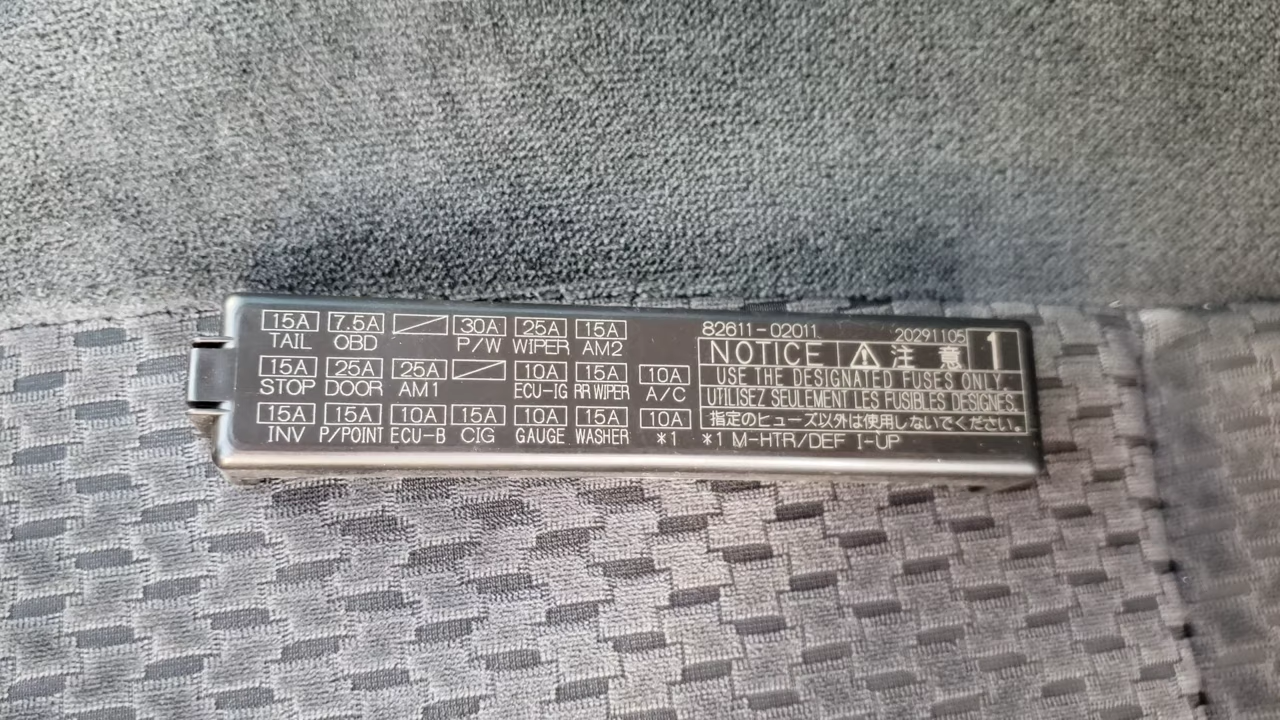 15A 7.5A 30A 25A 15A
TAIL OBD P/W WIPER AM2
15A 25A 25A 10A 15A 10A
STOP DOOR AM1 ECU-IG RR WIPER A/C
15A 15A 10A 15A 10A 15A 10A
INV P/POINT ECU-B CIG GAUGE WASHER *1
82611-02011 20291105
NOTICE 注意 1
USE THE DESIGNATED FUSES ONLY.
UTILISEZ SEULEMENT LES FUSIBLES DESIGNES.
指定のヒューズ以外は使用しないでください。
*1 M-HTR/DEF I-UP